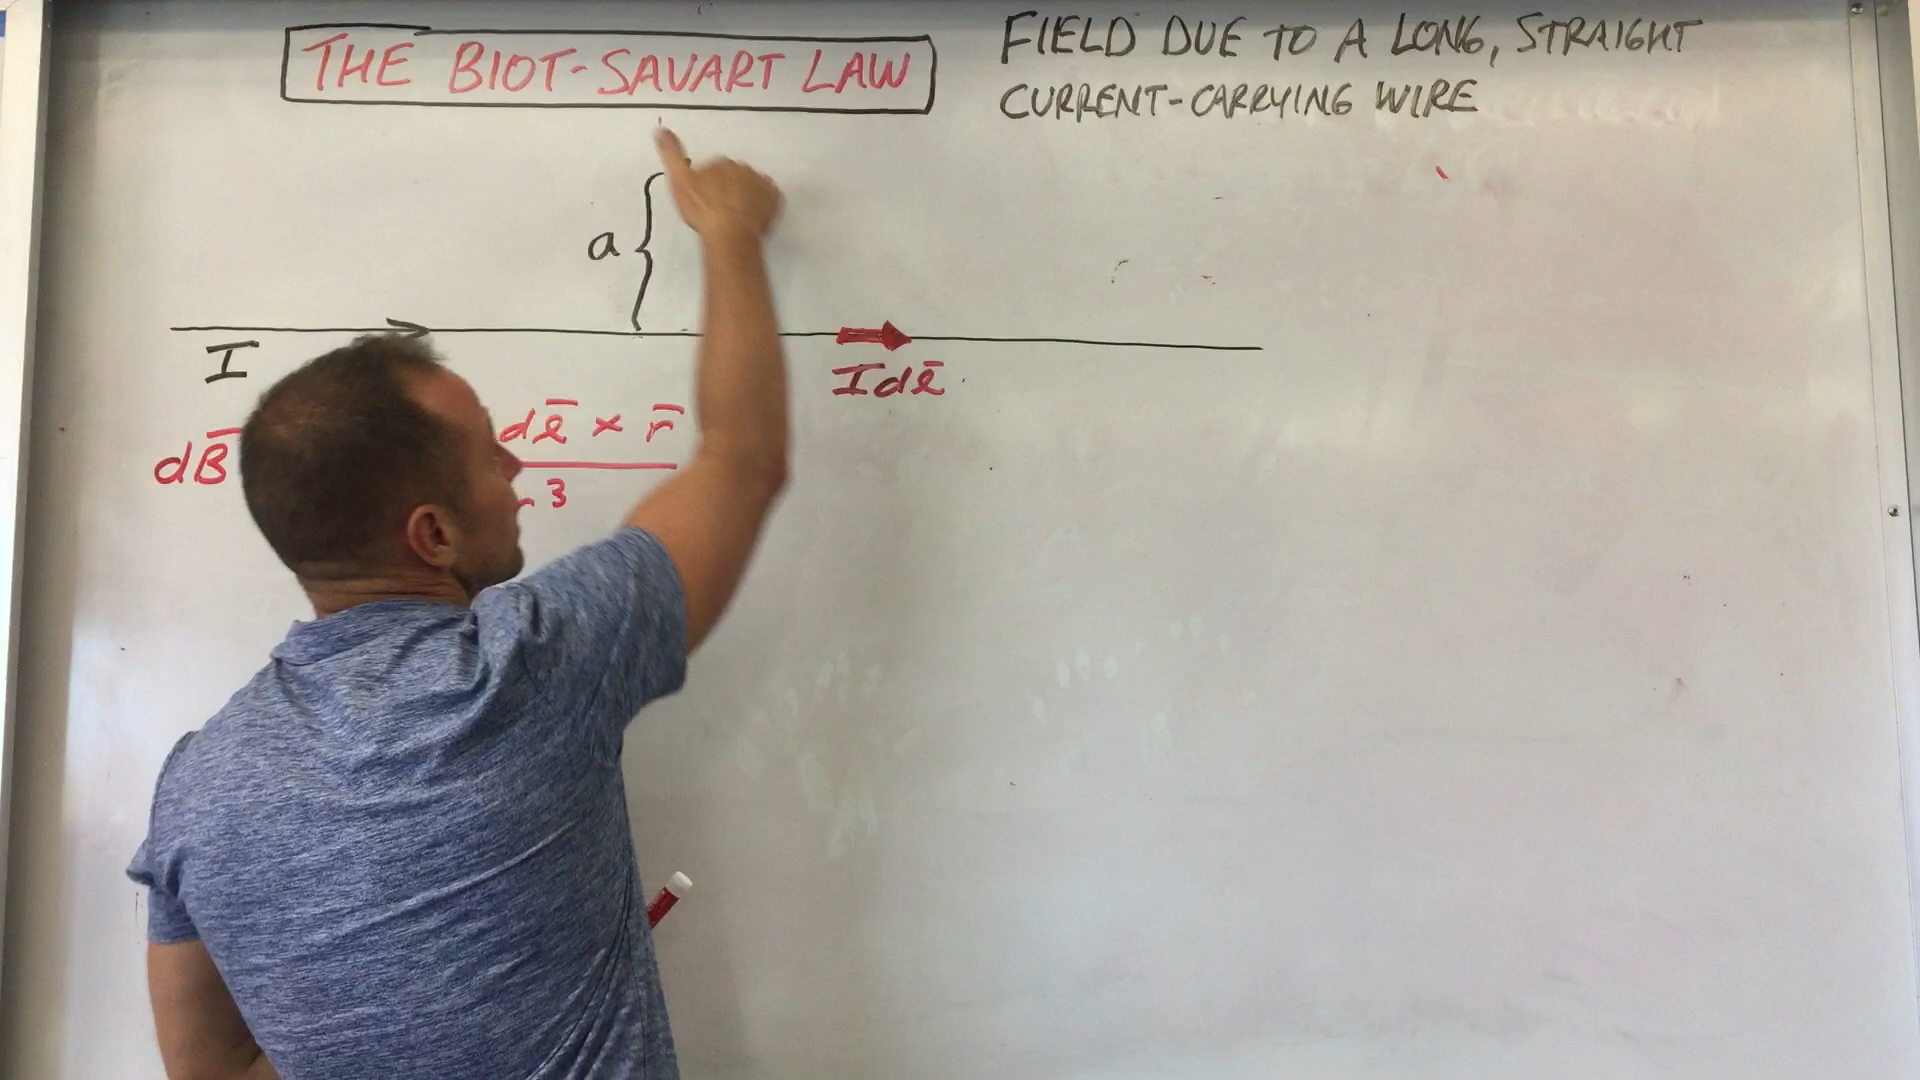 THE BIOT-SAVART LAW
FIELD DUE TO A LONG, STRAIGHT
CURRENT-CARRYING WIRE
a
I
Idl̄
dB̄
dl̄ × r̄
3